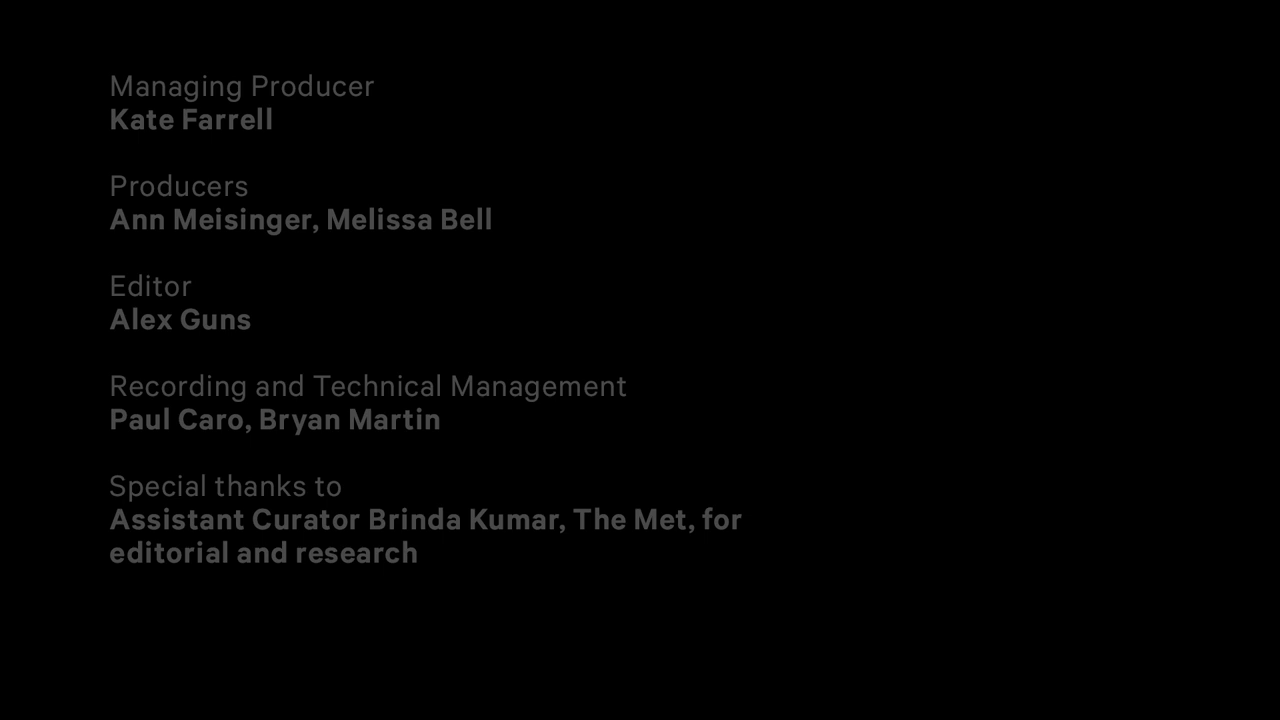 Managing Producer
Kate Farrell
Producers
Ann Meisinger, Melissa Bell
Editor
Alex Guns
Recording and Technical Management
Paul Caro, Bryan Martin
Special thanks to
Assistant Curator Brinda Kumar, The Met, for
editorial and research